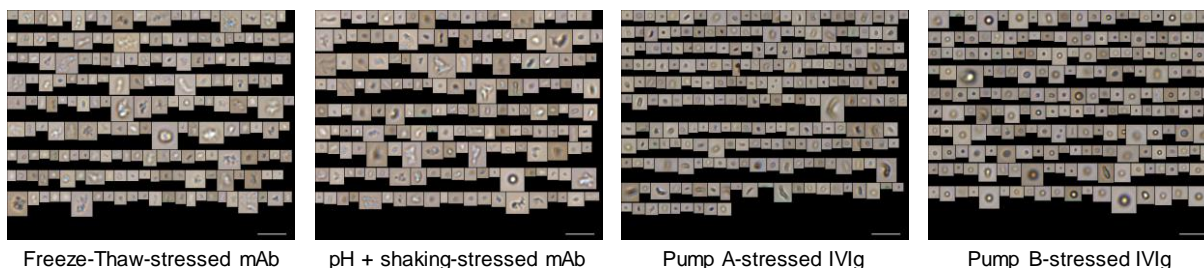 Freeze-Thaw-stressed mAb
pH + shaking-stressed mAb
Pump A-stressed IVIg
Pump B-stressed IVIg